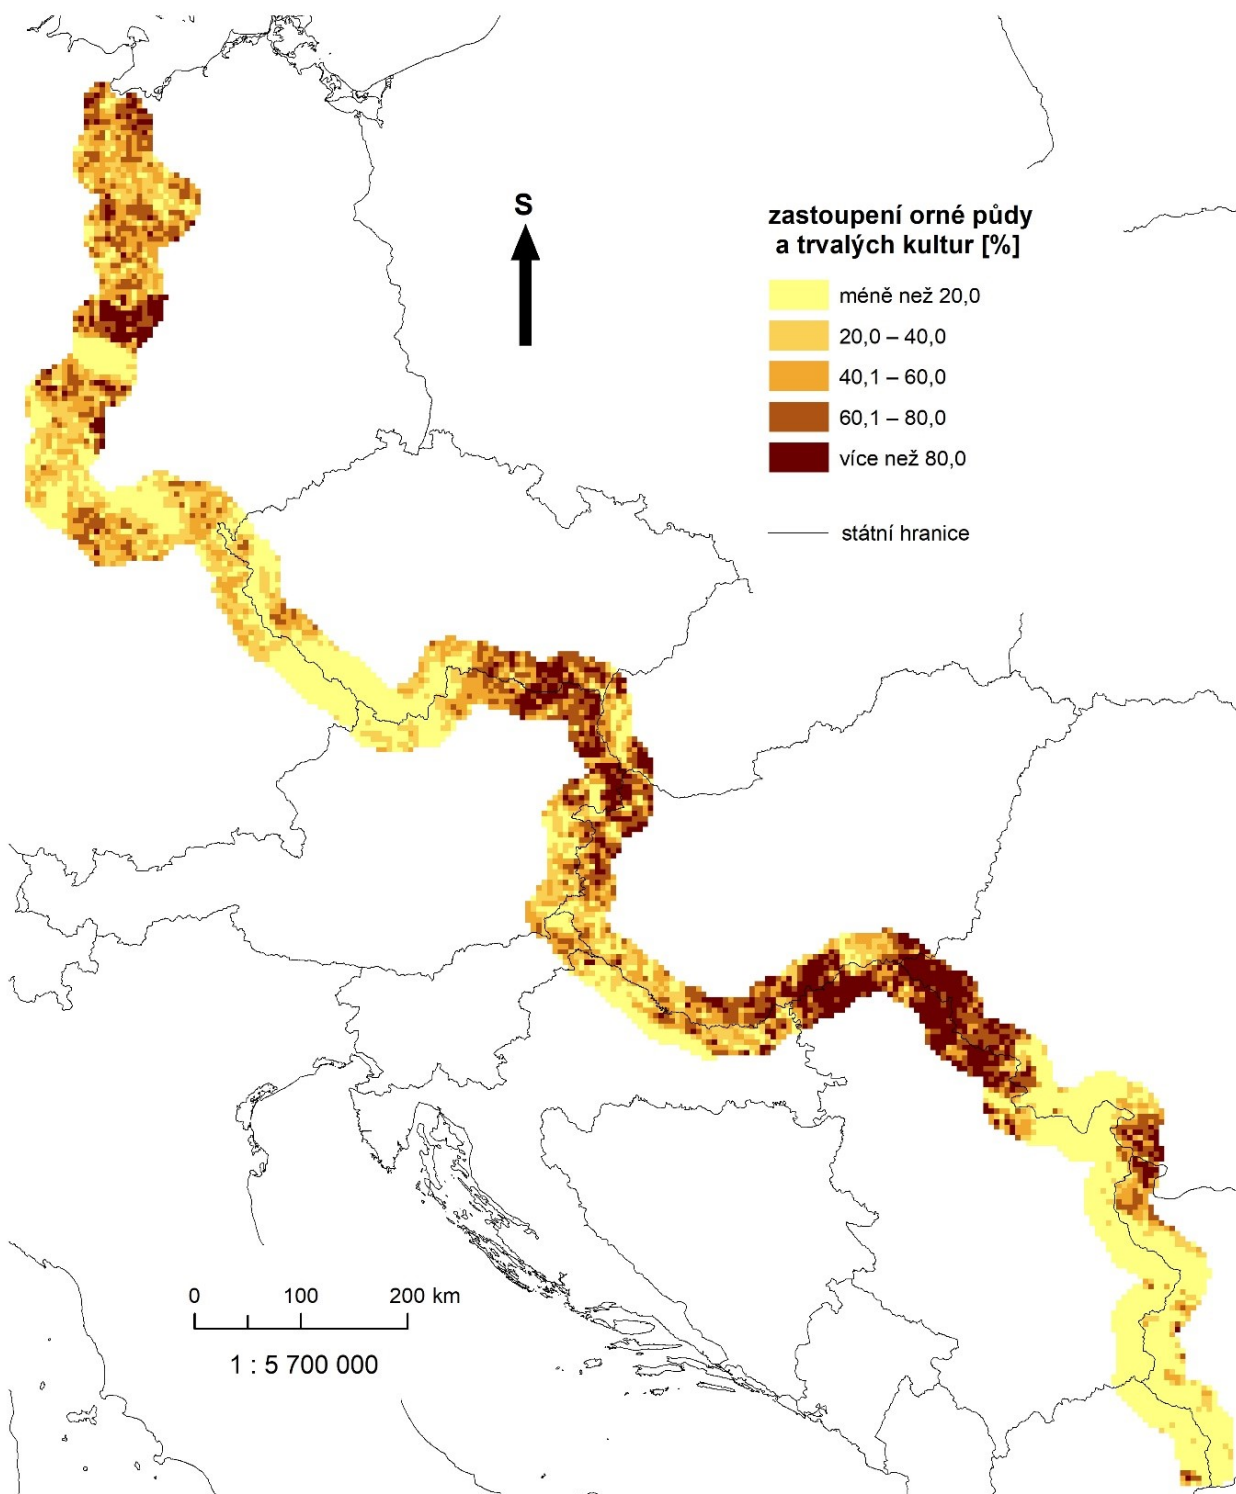 S
zastoupení orné půdy
a trvalých kultur [%]
méně než 20,0
20,0 – 40,0
40,1 – 60,0
60,1 – 80,0
více než 80,0
státní hranice
0 100 200 km
1 : 5 700 000